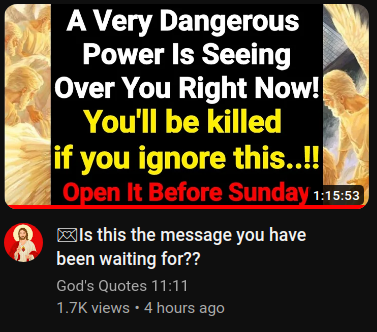 A Very Dangerous
Power Is Seeing
Over You Right Now!
You'll be killed
if you ignore this..!!
Open It Before Sunday
1:15:53
✉Is this the message you have
been waiting for??
God's Quotes 11:11
1.7K views • 4 hours ago